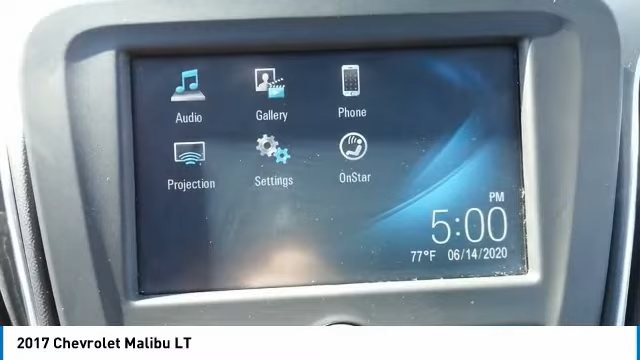 Audio
Gallery
Phone
Projection
Settings
OnStar
PM
5:00
77°F 06/14/2020
2017 Chevrolet Malibu LT